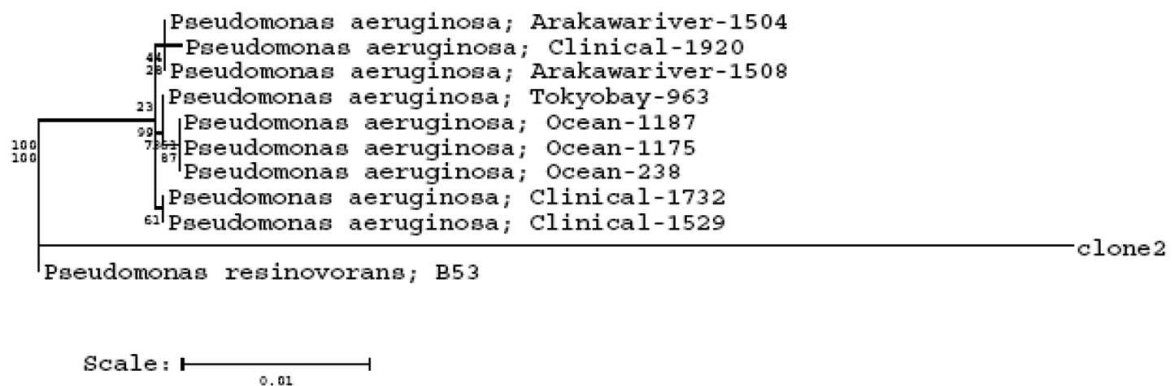 Pseudomonas aeruginosa; Arakawariver-1504
Pseudomonas aeruginosa; Clinical-1920
44
28
Pseudomonas aeruginosa; Arakawariver-1508
Pseudomonas aeruginosa; Tokyobay-963
23
Pseudomonas aeruginosa; Ocean-1187
99
Pseudomonas aeruginosa; Ocean-1175
100
100
87
Pseudomonas aeruginosa; Ocean-238
Pseudomonas aeruginosa; Clinical-1732
61
Pseudomonas aeruginosa; Clinical-1529
clone2
Pseudomonas resinovorans; B53
Scale:
0.01